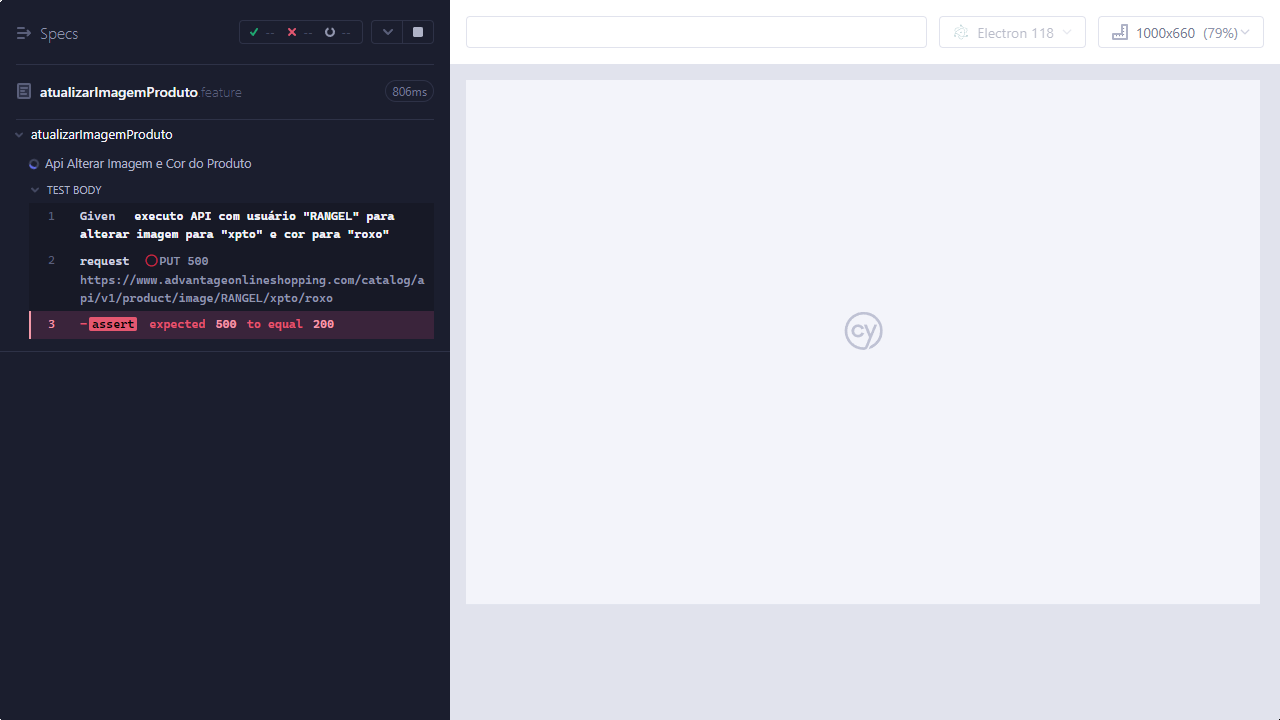 Specs
-- -- --
Electron 118
1000x660 (79%)
atualizarImagemProduto.feature
806ms
atualizarImagemProduto
Api Alterar Imagem e Cor do Produto
TEST BODY
1 Given executo API com usuário "RANGEL" para
alterar imagem para "xpto" e cor para "roxo"
2 request PUT 500
https://www.advantageonlineshopping.com/catalog/a
pi/v1/product/image/RANGEL/xpto/roxo
3 -assert expected 500 to equal 200
cy